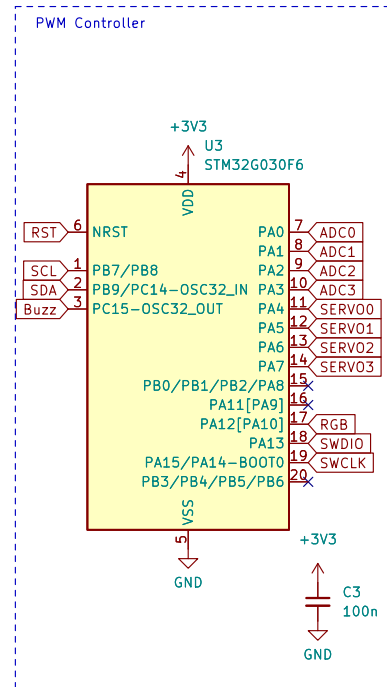 PWM Controller
+3V3
U3
STM32G030F6
4
VDD
RST 6 NRST PA0 7 ADC0
PA1 8 ADC1
SCL 1 PB7/PB8 PA2 9 ADC2
SDA 2 PB9/PC14-OSC32_IN PA3 10 ADC3
Buzz 3 PC15-OSC32_OUT PA4 11 SERVO0
PA5 12 SERVO1
PA6 13 SERVO2
PA7 14 SERVO3
PB0/PB1/PB2/PA8 15
PA11[PA9] 16
PA12[PA10] 17 RGB
PA13 18 SWDIO
PA15/PA14-BOOT0 19 SWCLK
PB3/PB4/PB5/PB6 20
VSS
5
GND
+3V3
C3
100n
GND